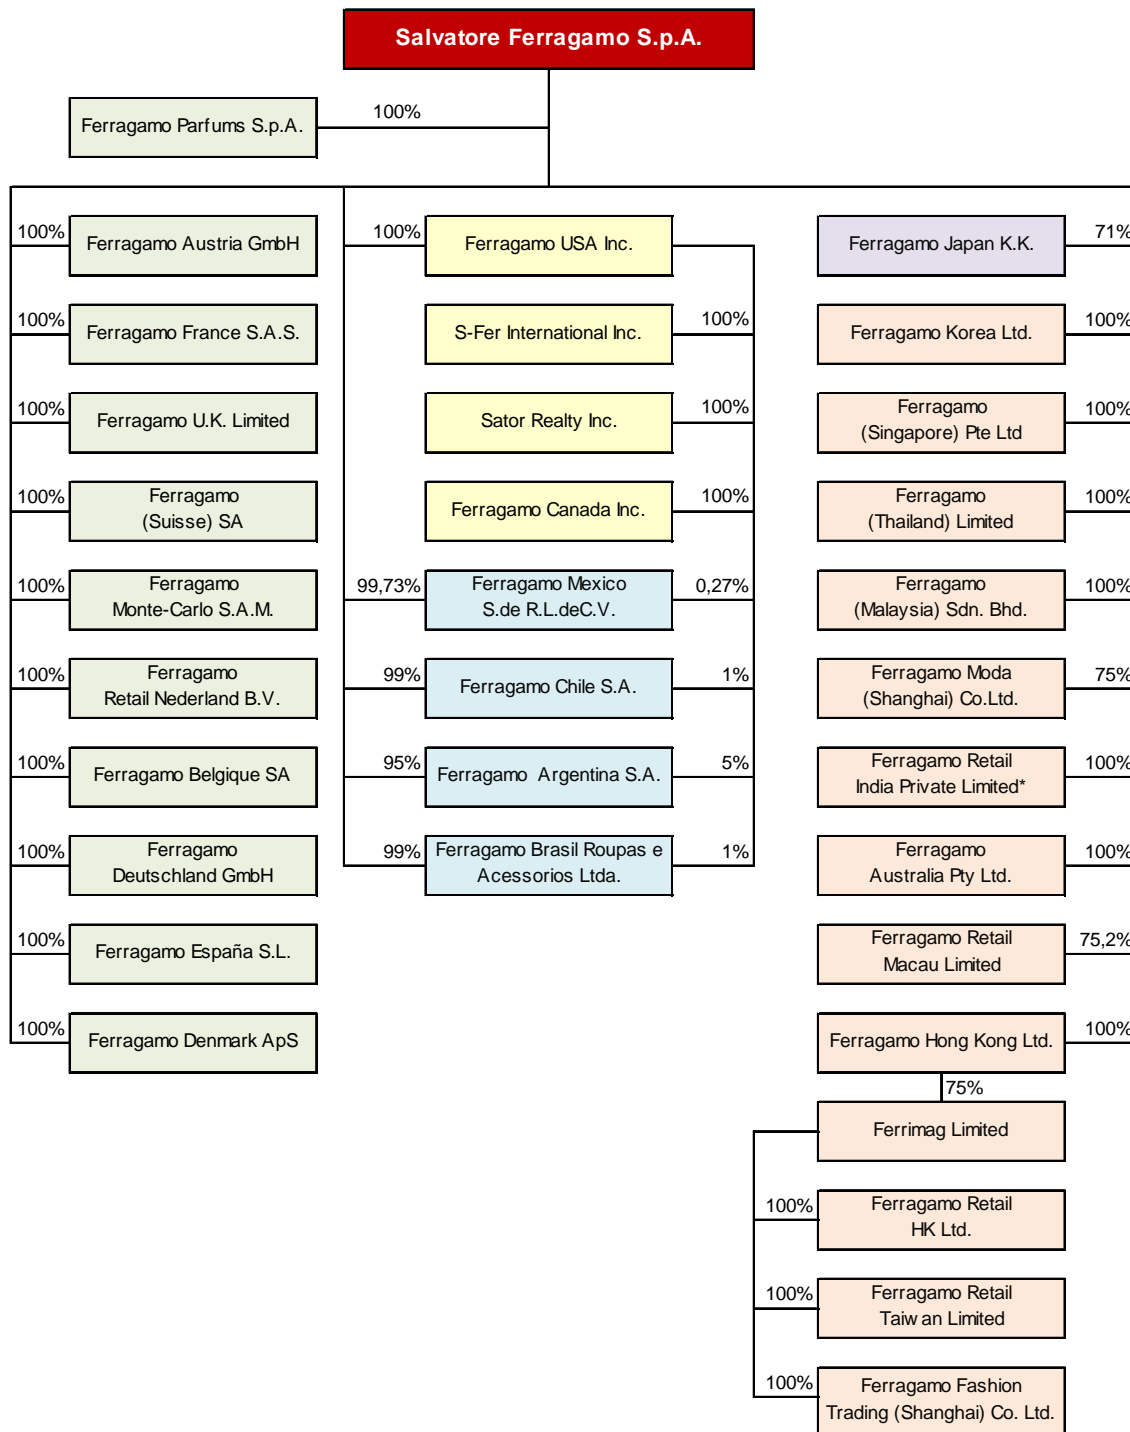 Salvatore Ferragamo S.p.A.
Ferragamo Parfums S.p.A.
100%
100%
Ferragamo Austria GmbH
100%
Ferragamo USA Inc.
Ferragamo Japan K.K.
71%
100%
Ferragamo France S.A.S.
S-Fer International Inc.
100%
Ferragamo Korea Ltd.
100%
100%
Ferragamo U.K. Limited
Sator Realty Inc.
100%
Ferragamo
(Singapore) Pte Ltd
100%
100%
Ferragamo
(Suisse) SA
Ferragamo Canada Inc.
100%
Ferragamo
(Thailand) Limited
100%
100%
Ferragamo
Monte-Carlo S.A.M.
99,73%
Ferragamo Mexico
S.de R.L.deC.V.
0,27%
Ferragamo
(Malaysia) Sdn. Bhd.
100%
100%
Ferragamo
Retail Nederland B.V.
99%
Ferragamo Chile S.A.
1%
Ferragamo Moda
(Shanghai) Co.Ltd.
75%
100%
Ferragamo Belgique SA
95%
Ferragamo  Argentina S.A.
5%
Ferragamo Retail
India Private Limited*
100%
100%
Ferragamo
Deutschland GmbH
99%
Ferragamo Brasil Roupas e
Acessorios Ltda.
1%
Ferragamo
Australia Pty Ltd.
100%
100%
Ferragamo España S.L.
Ferragamo Retail
Macau Limited
75,2%
100%
Ferragamo Denmark ApS
Ferragamo Hong Kong Ltd.
100%
75%
Ferrimag Limited
100%
Ferragamo Retail
HK Ltd.
100%
Ferragamo Retail
Taiwan Limited
100%
Ferragamo Fashion
Trading (Shanghai) Co. Ltd.